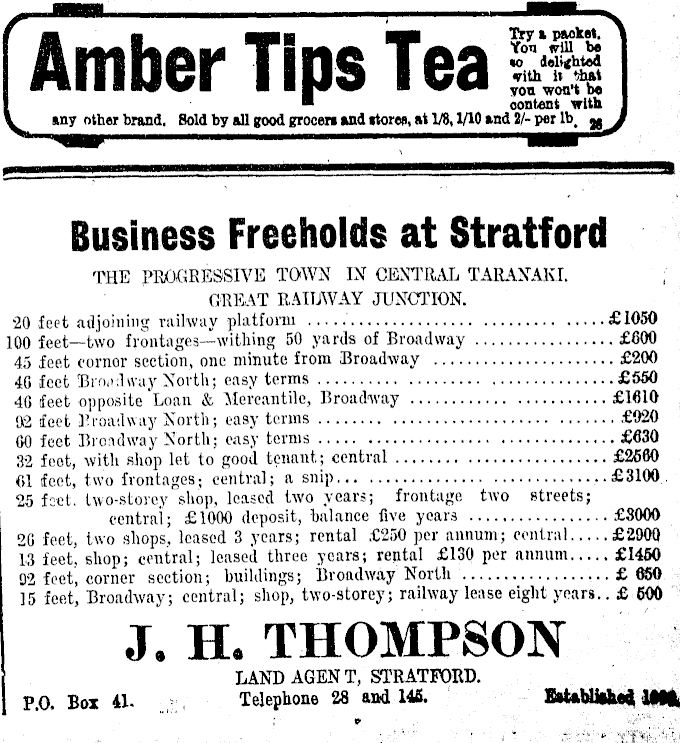 Amber Tips Tea
Try a packet.
You will be
so delighted
with it that
you won't be
content with
any other brand. Sold by all good grocers and stores, at 1/8, 1/10 and 2/- per lb. 26
Business Freeholds at Stratford
THE PROGRESSIVE TOWN IN CENTRAL TARANAKI.
GREAT RAILWAY JUNCTION.
20 feet adjoining railway platform ........ £1050
100 feet—two frontages—withing 50 yards of Broadway ........ £600
45 feet corner section, one minute from Broadway ........ £200
46 feet Broadway North; easy terms ........ £550
46 feet opposite Loan & Mercantile, Broadway ........ £1610
92 feet Broadway North; easy terms ........ £920
60 feet Broadway North; easy terms ........ £630
32 feet, with shop let to good tenant; central ........ £2560
61 feet, two frontages; central; a snip... ........ £3100
25 feet, two-storey shop, leased two years; frontage two streets;
central; £1000 deposit, balance five years ........ £3000
26 feet, two shops, leased 3 years; rental £250 per annum; central..... £2900
13 feet, shop; central; leased three years; rental £130 per annum..... £1450
92 feet, corner section; buildings; Broadway North ........ £ 650
15 feet, Broadway; central; shop, two-storey; railway lease eight years.. £ 500
J. H. THOMPSON
LAND AGENT, STRATFORD.
P.O. Box 41. Telephone 28 and 145. Established